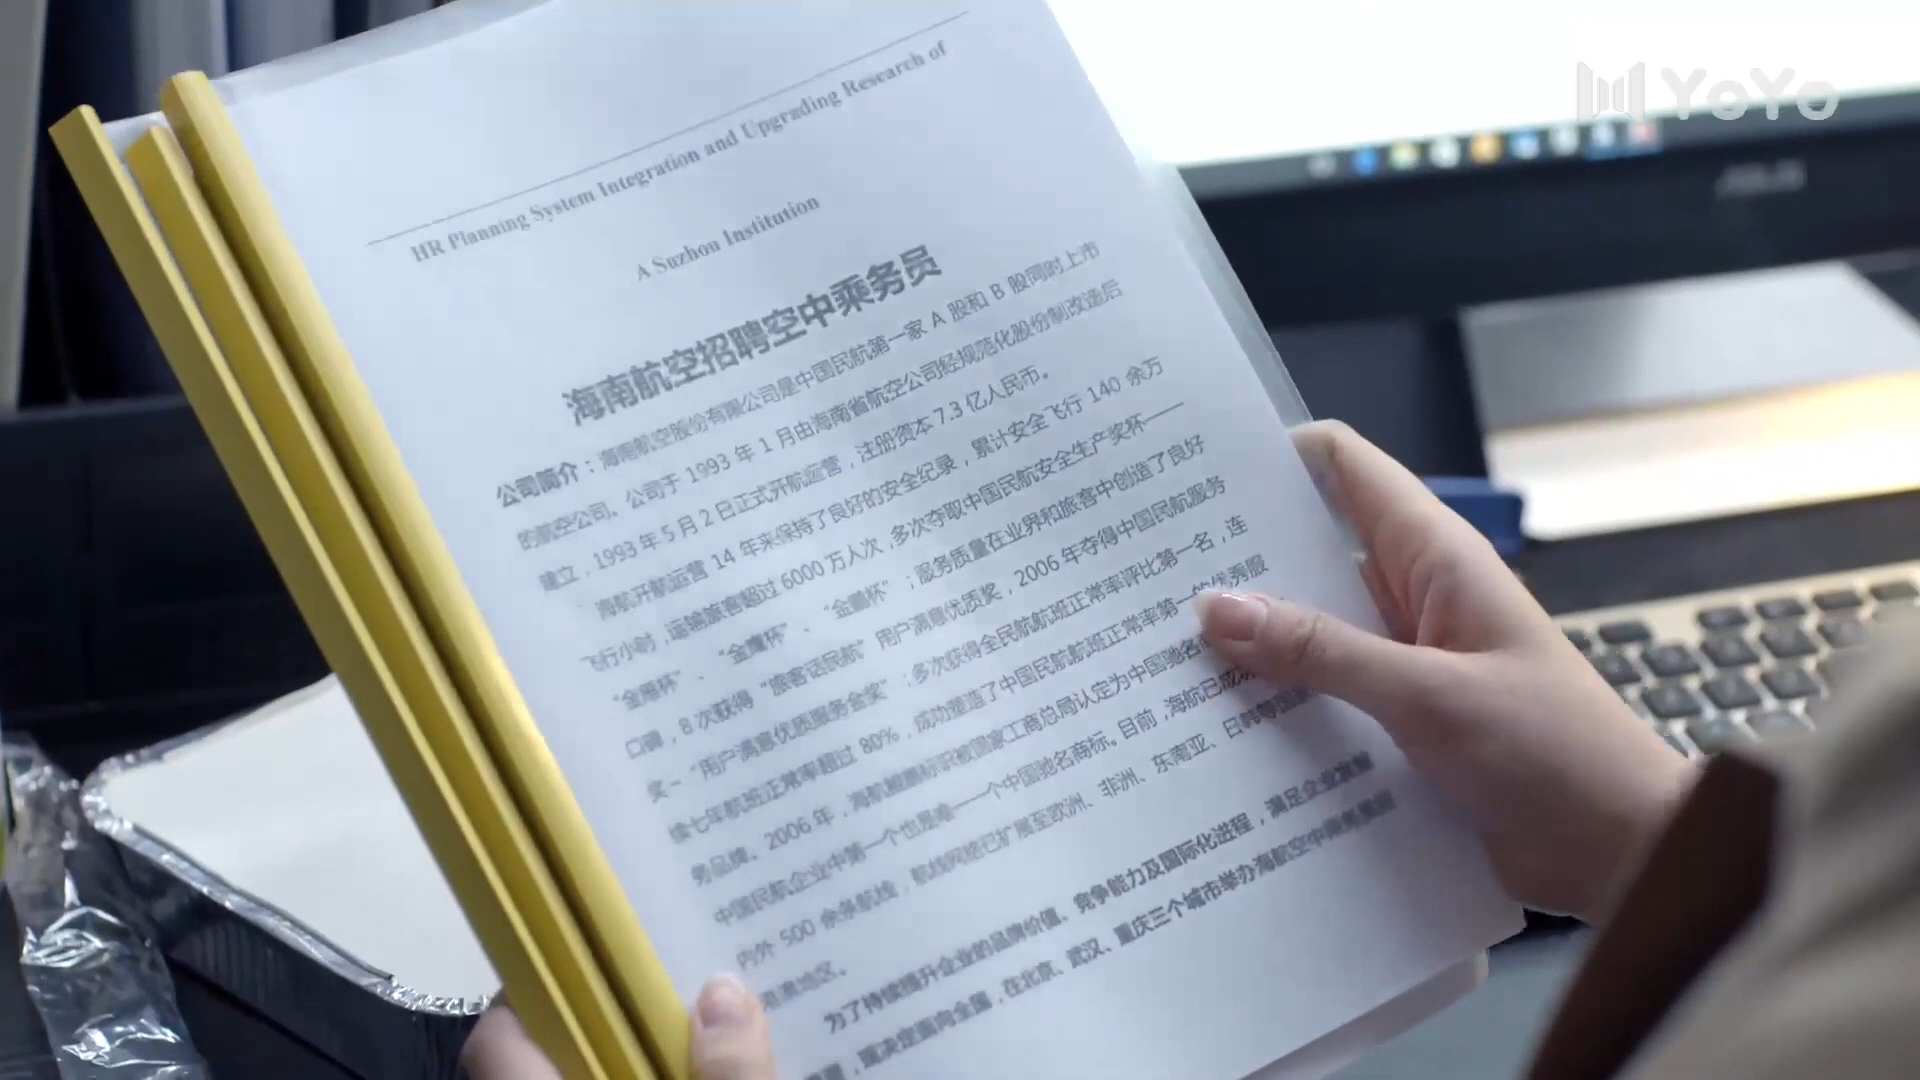 YoYo
HR Planning System Integration and Upgrading Research of
A Suzhou Institution
海南航空招聘空中乘务员
公司简介：海南航空股份有限公司是中国民航第一家 A 股和 B 股同时上市
的航空公司。公司于 1993 年 1 月由海南省航空公司经规范化股份制改造后
建立，1993 年 5 月 2 日正式开航运营，注册资本 7.3 亿人民币。
海航开航运营 14 年来保持了良好的安全纪录，累计安全飞行 140 余万
飞行小时，运输旅客超过 6000 万人次，多次夺取中国民航安全生产奖杯——
“金雁杯”、“金鹰杯”、“金鹏杯”；服务质量在业界和旅客中创造了良好
口碑，8 次获得“旅客话民航”用户满意优质奖，2006 年夺得中国民航服务
奖-“用户满意优质服务金奖”；多次获得全民航航班正常率评比第一名，连
续七年航班正常率超过 80%，成功塑造了中国民航航班正常率第一的优秀服
务品牌。2006 年，海航鲲鹏标识被国家工商总局认定为中国驰名商
中国民航企业中第一个也是唯一一个中国驰名商标。目前，海航已成
内外 500 余条航线，航线网络已扩展至欧洲、非洲、东南亚、日韩等国
地区。
为了持续提升企业的品牌价值、竞争能力及国际化进程，满足企业发展
，现决定面向全国，在北京、武汉、重庆三个城市举办海航空中乘务员